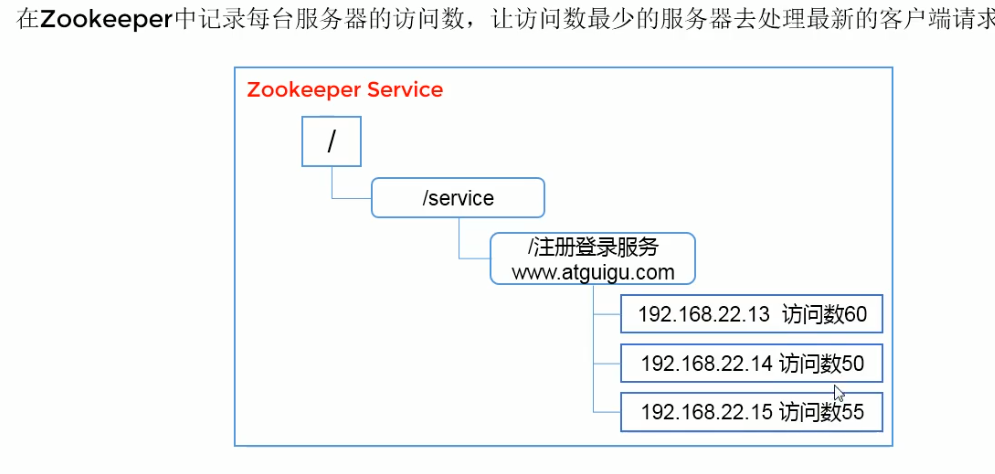 在Zookeeper中记录每台服务器的访问数，让访问数最少的服务器去处理最新的客户端请求
Zookeeper Service
/
/service
/注册登录服务
www.atguigu.com
192.168.22.13 访问数60
192.168.22.14 访问数50
192.168.22.15 访问数55